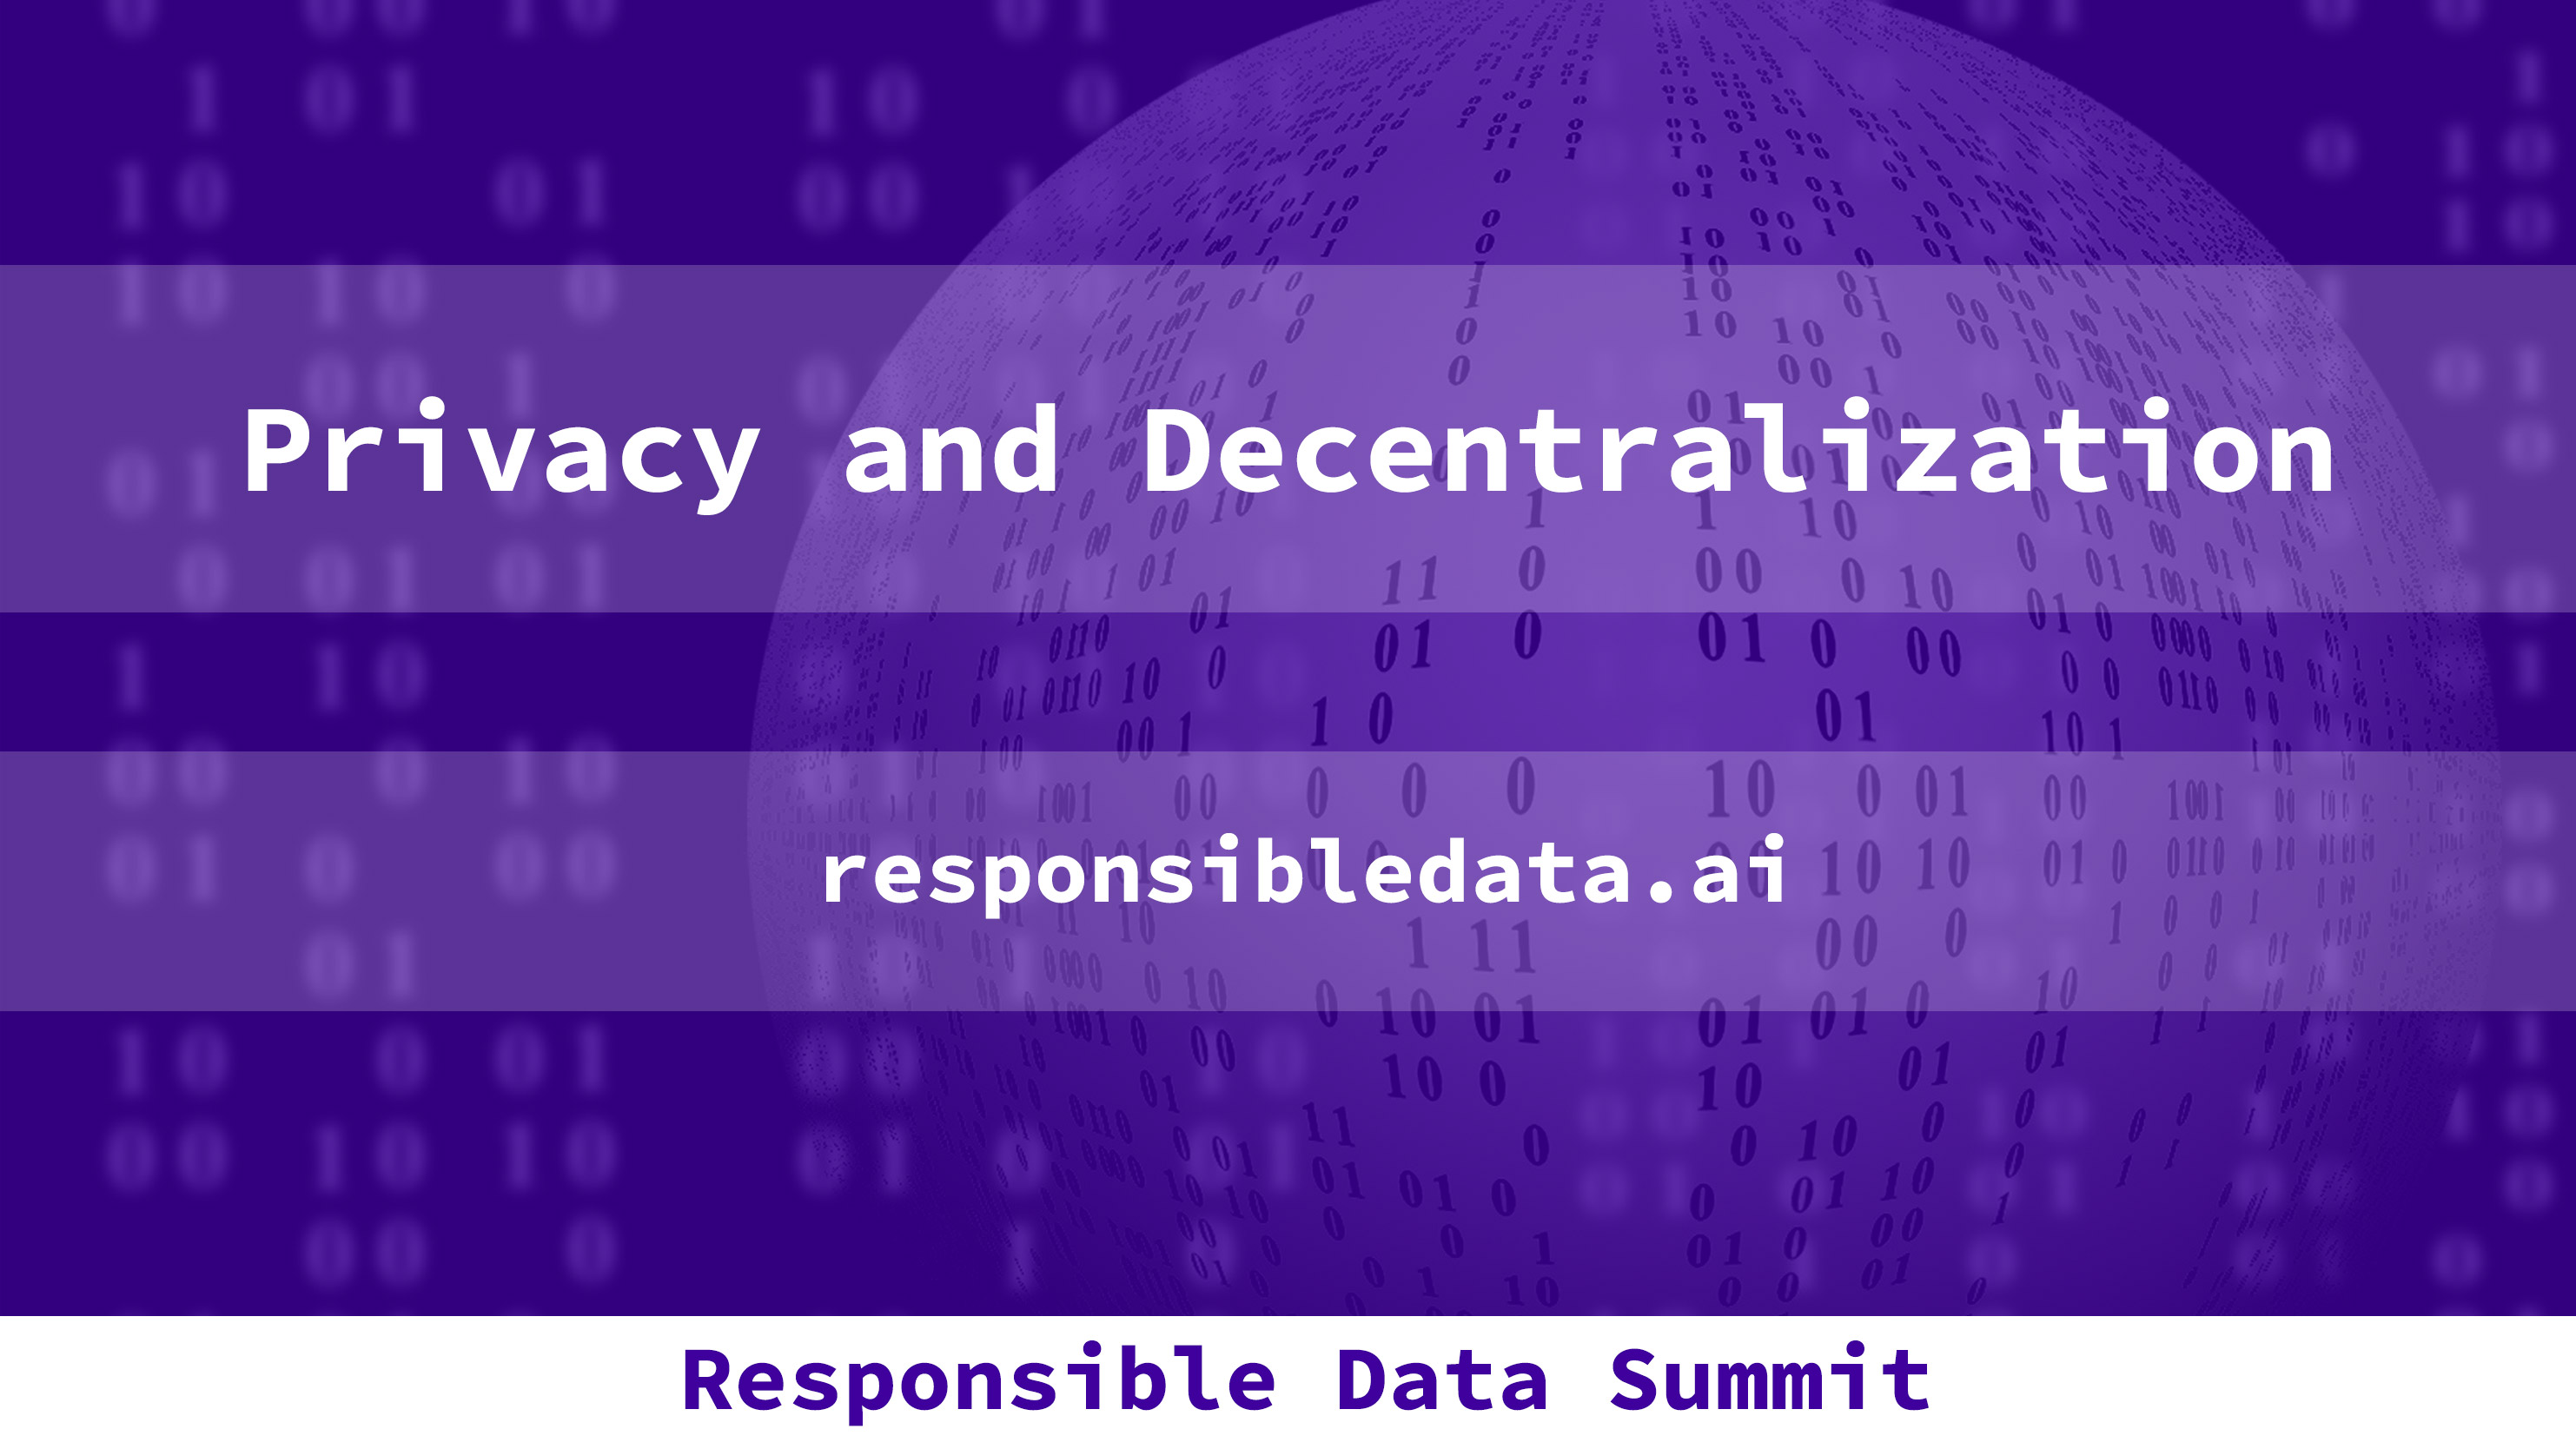 Privacy and Decentralization
responsibledata.ai
Responsible Data Summit